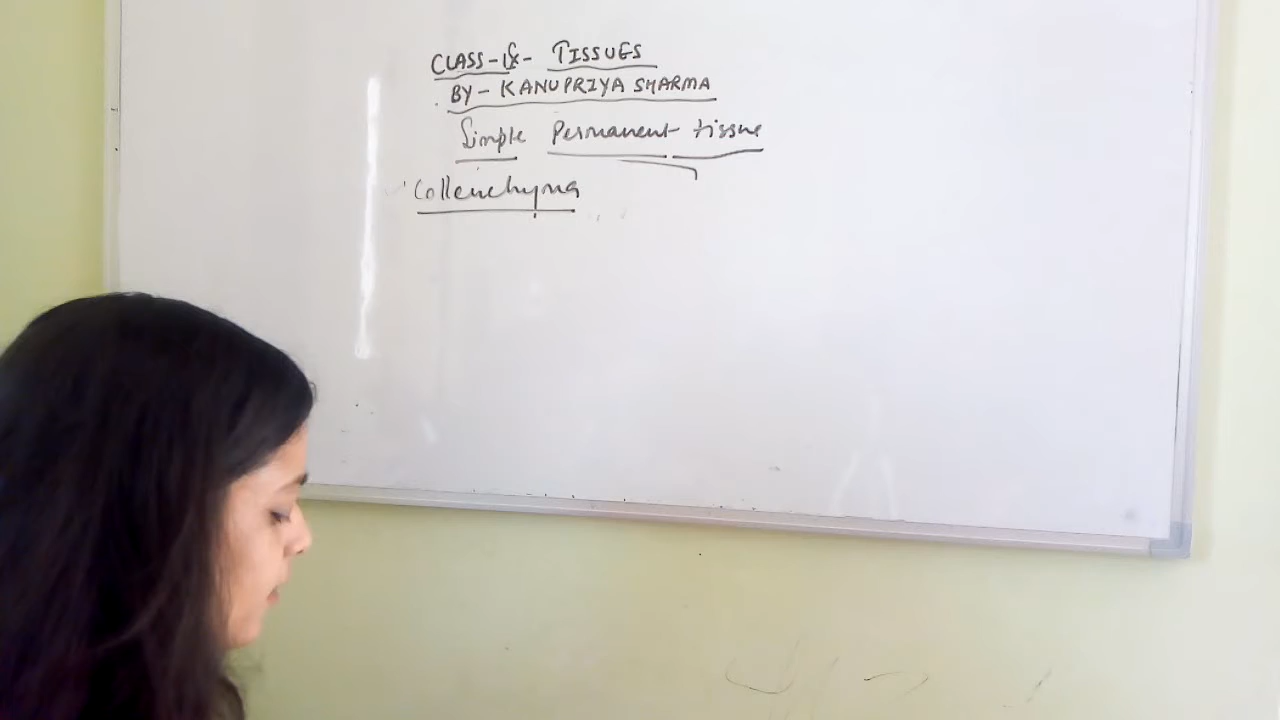 CLASS-IX- TISSUES
BY- KANUPRIYA SHARMA
Simple Permanent tissue
Collenchyma